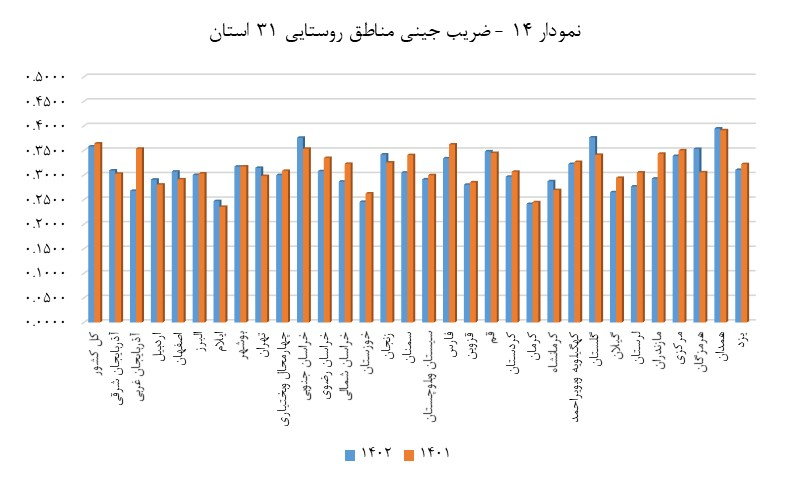 نمودار ۱۴ - ضریب جینی مناطق روستایی ۳۱ استان
۰.۵۰۰۰
۰.۴۵۰۰
۰.۴۰۰۰
۰.۳۵۰۰
۰.۳۰۰۰
۰.۲۵۰۰
۰.۲۰۰۰
۰.۱۵۰۰
۰.۱۰۰۰
۰.۰۵۰۰
۰.۰۰۰۰
کل کشور
آذربایجان شرقی
آذربایجان غربی
اردبیل
اصفهان
البرز
ایلام
بوشهر
تهران
چهارمحال وبختیاری
خراسان جنوبی
خراسان رضوی
خراسان شمالی
خوزستان
زنجان
سمنان
سیستان وبلوچستان
فارس
قزوین
قم
کردستان
کرمان
کرمانشاه
کهگیلویه وبویراحمد
گلستان
گیلان
لرستان
مازندران
مرکزی
هرمزگان
همدان
یزد
۱۴۰۲ ۱۴۰۱